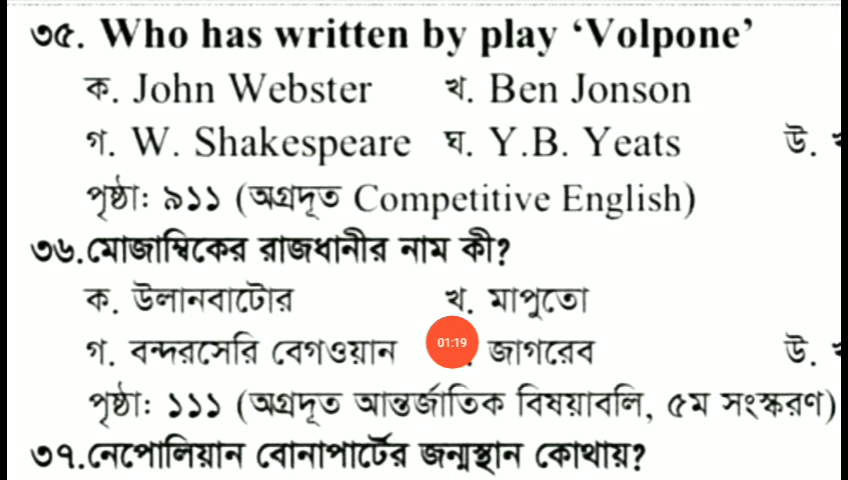 ৩৫. Who has written by play ‘Volpone’
ক. John Webster খ. Ben Jonson
গ. W. Shakespeare ঘ. Y.B. Yeats উ.
পৃষ্ঠা: ৯১১ (অগ্রদূত Competitive English)
৩৬.মোজাম্বিকের রাজধানীর নাম কী?
ক. উলানবাটোর খ. মাপুতো
গ. বন্দরসেরি বেগওয়ান 01:19 জাগরেব উ.
পৃষ্ঠা: ১১১ (অগ্রদূত আন্তর্জাতিক বিষয়াবলি, ৫ম সংস্করণ)
৩৭.নেপোলিয়ান বোনাপার্টের জন্মস্থান কোথায়?